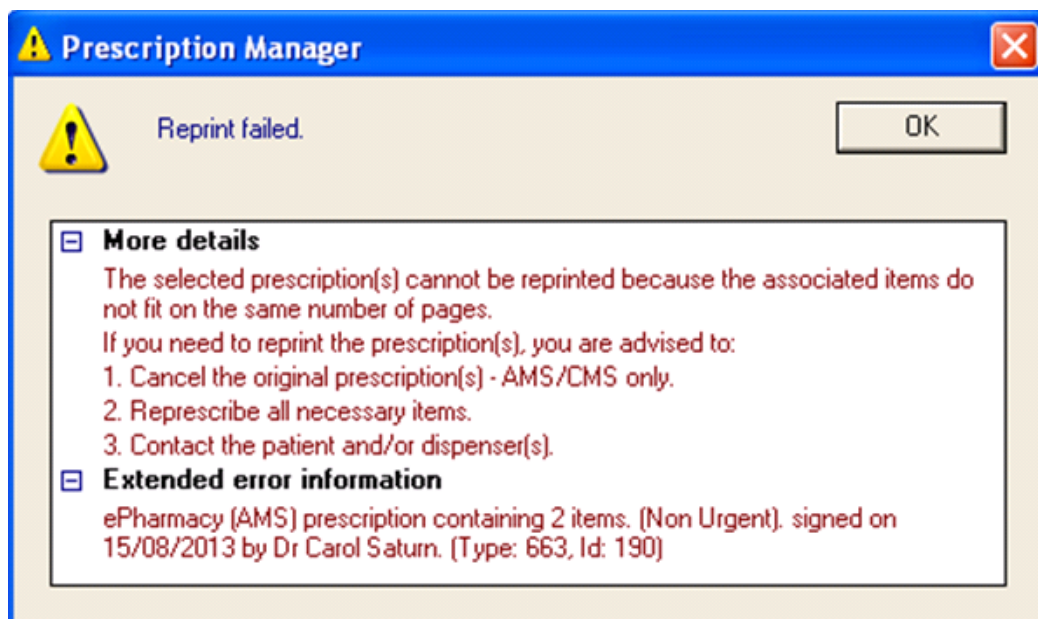 Prescription Manager
Reprint failed.
OK
More details
The selected prescription(s) cannot be reprinted because the associated items do
not fit on the same number of pages.
If you need to reprint the prescription(s), you are advised to:
1. Cancel the original prescription(s) - AMS/CMS only.
2. Represcribe all necessary items.
3. Contact the patient and/or dispenser(s).
Extended error information
ePharmacy (AMS) prescription containing 2 items. (Non Urgent). signed on
15/08/2013 by Dr Carol Saturn. (Type: 663, Id: 190)